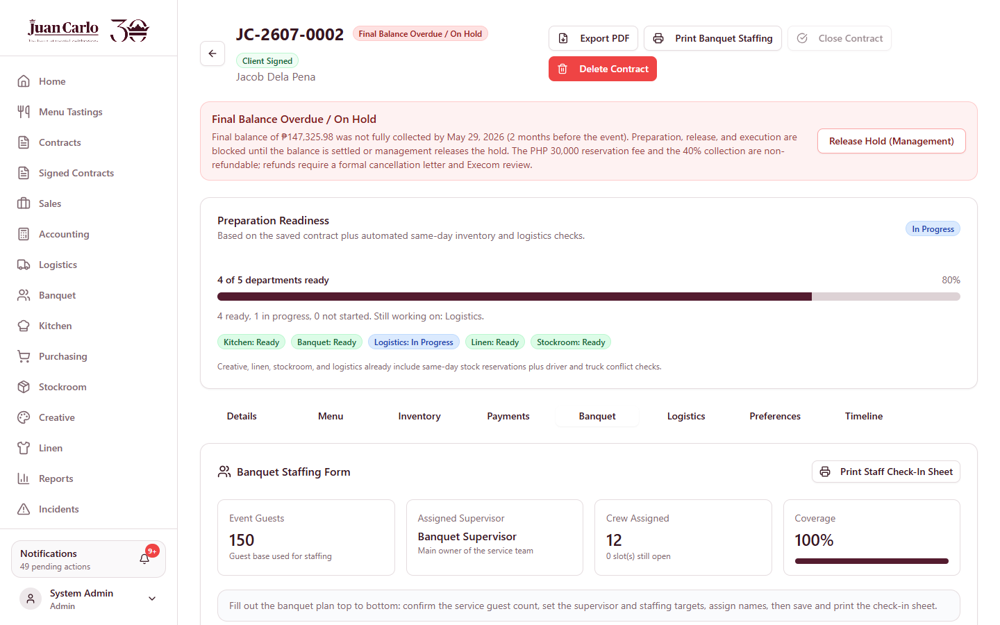 Juan Carlo 30
Home
Menu Tastings
Contracts
Signed Contracts
Sales
Accounting
Logistics
Banquet
Kitchen
Purchasing
Stockroom
Creative
Linen
Reports
Incidents
Notifications
49 pending actions
9+
System Admin
Admin
JC-2607-0002
Final Balance Overdue / On Hold
Client Signed
Jacob Dela Pena
Export PDF
Print Banquet Staffing
Close Contract
Delete Contract
Final Balance Overdue / On Hold
Final balance of ₱147,325.98 was not fully collected by May 29, 2026 (2 months before the event). Preparation, release, and execution are
blocked until the balance is settled or management releases the hold. The PHP 30,000 reservation fee and the 40% collection are non-
refundable; refunds require a formal cancellation letter and Execom review.
Release Hold (Management)
Preparation Readiness
Based on the saved contract plus automated same-day inventory and logistics checks.
In Progress
4 of 5 departments ready
80%
4 ready, 1 in progress, 0 not started. Still working on: Logistics.
Kitchen: Ready
Banquet: Ready
Logistics: In Progress
Linen: Ready
Stockroom: Ready
Creative, linen, stockroom, and logistics already include same-day stock reservations plus driver and truck conflict checks.
Details
Menu
Inventory
Payments
Banquet
Logistics
Preferences
Timeline
Banquet Staffing Form
Print Staff Check-In Sheet
Event Guests
150
Guest base used for staffing
Assigned Supervisor
Banquet Supervisor
Main owner of the service team
Crew Assigned
12
0 slot(s) still open
Coverage
100%
Fill out the banquet plan top to bottom: confirm the service guest count, set the supervisor and staffing targets, assign names, then save and print the check-in sheet.